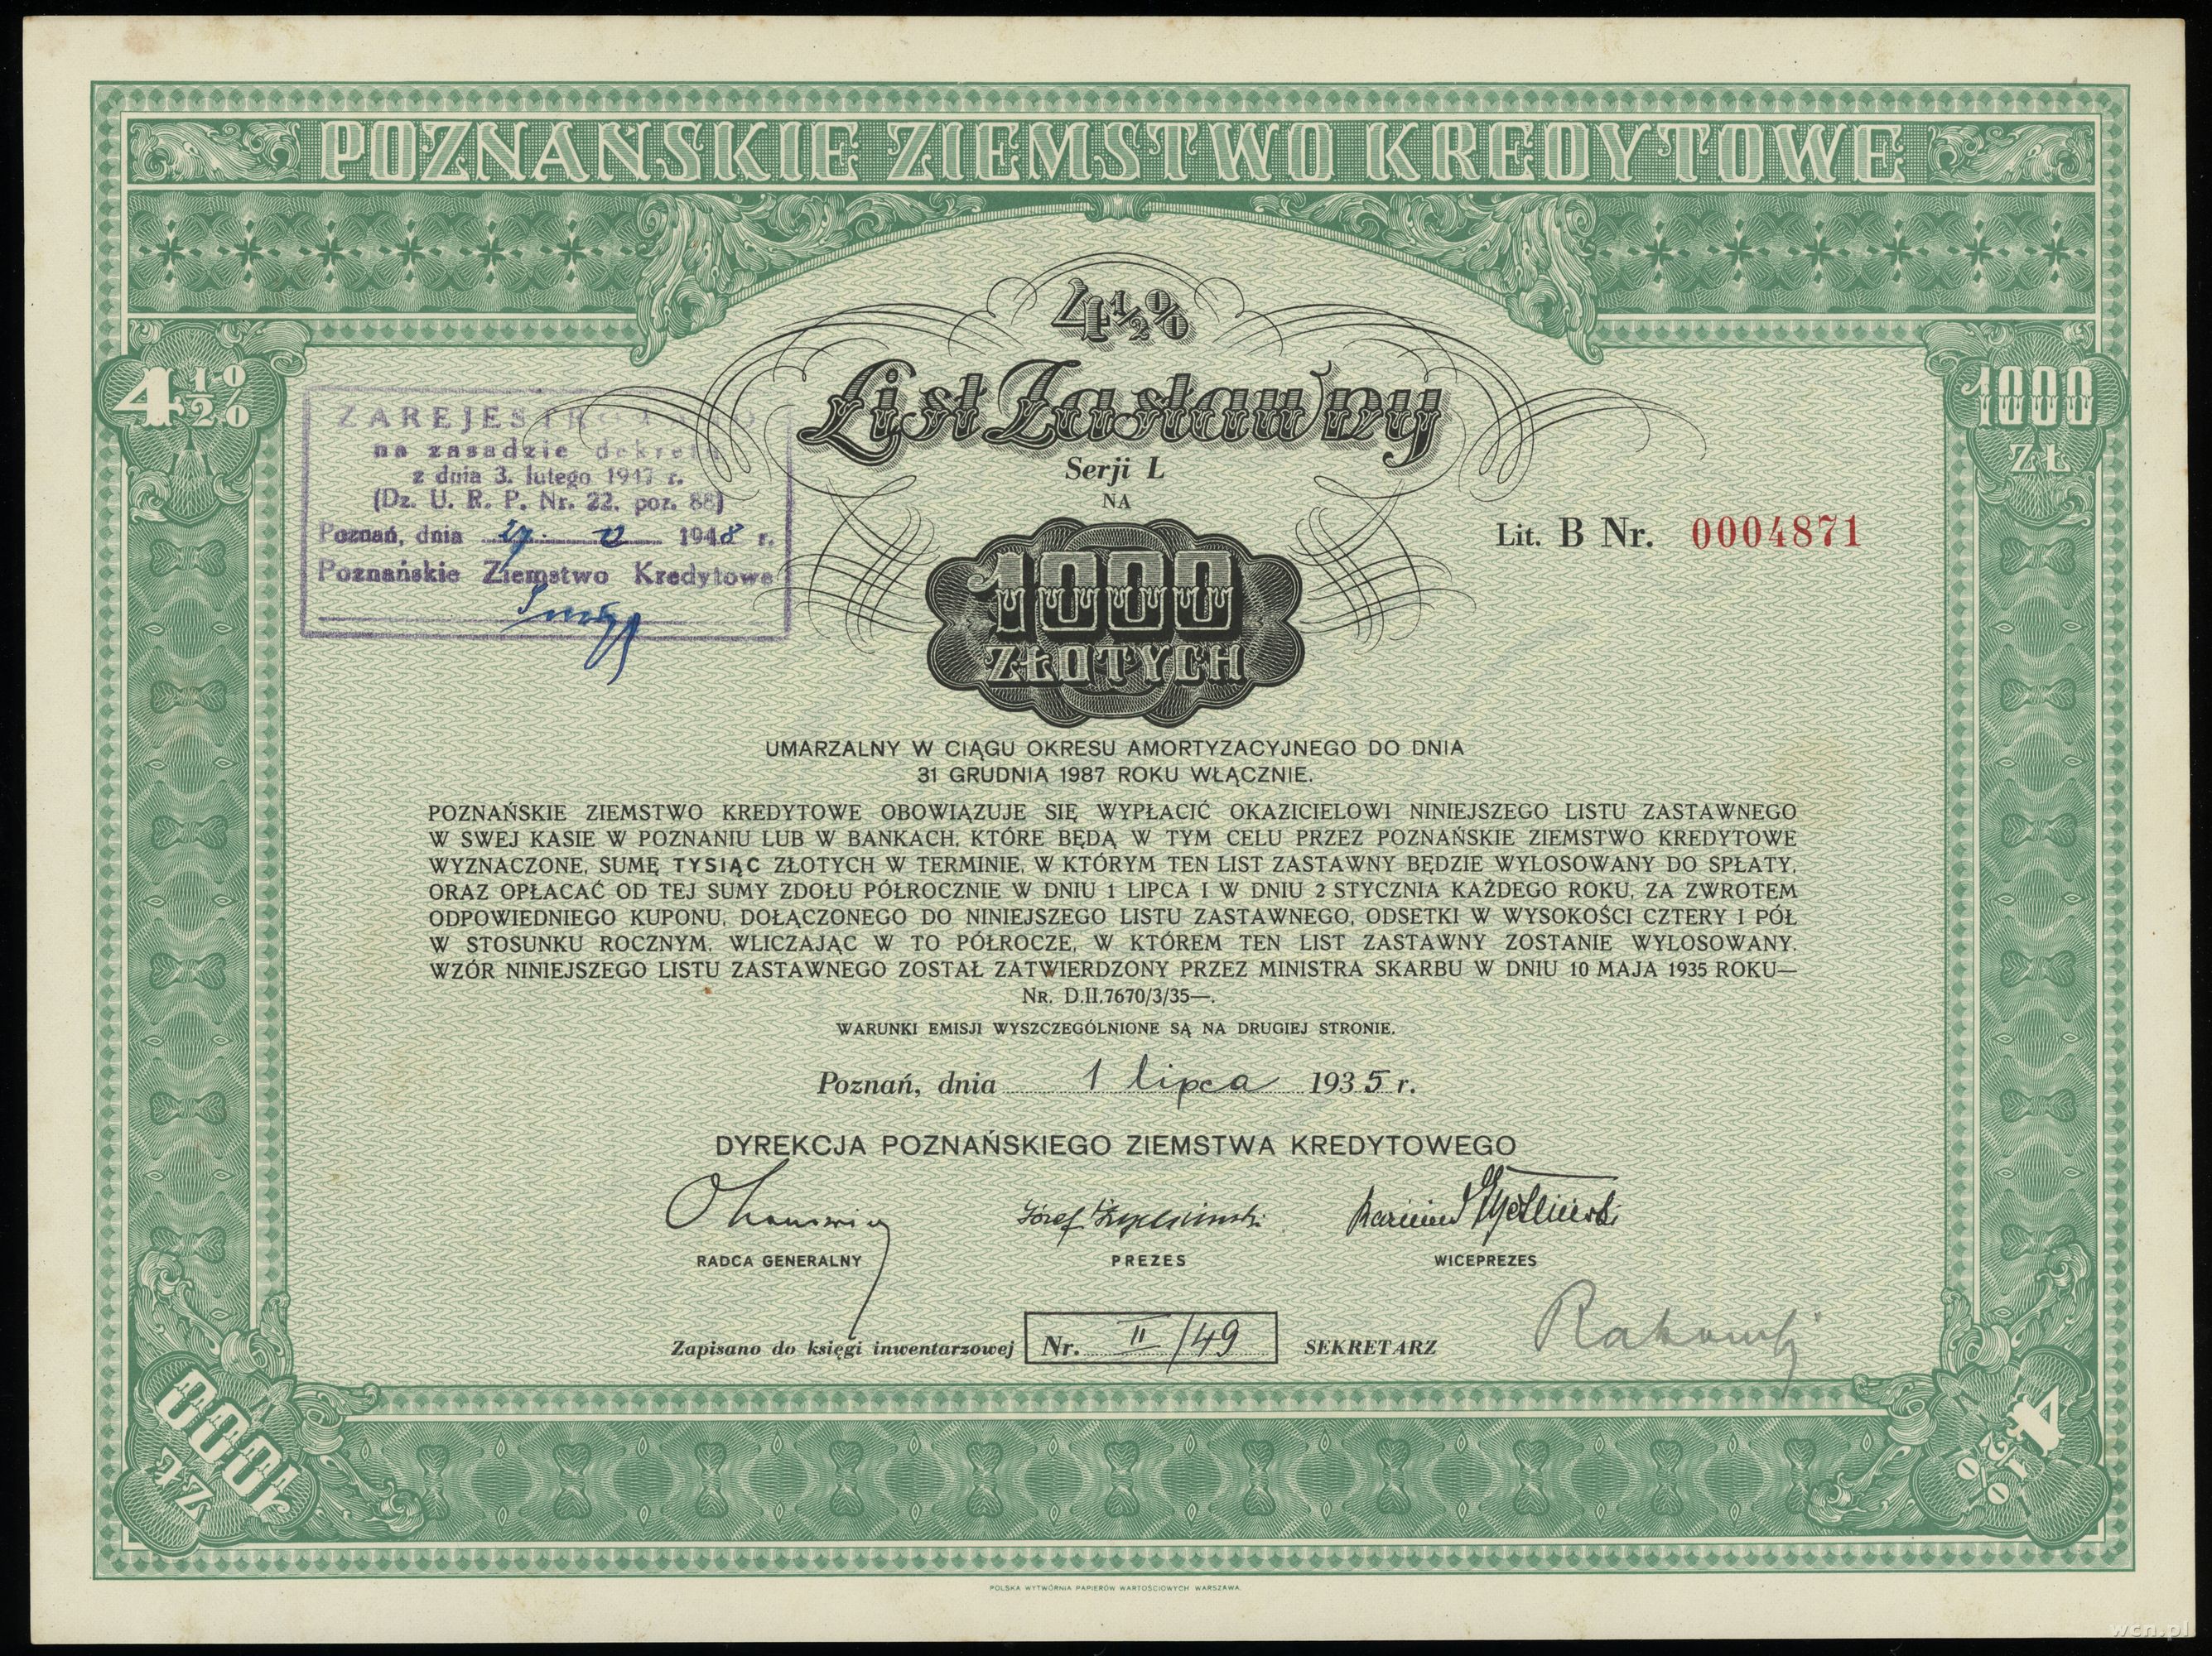 POZNAŃSKIE ZIEMSTWO KREDYTOWE
4½%
4½%
1000
ZŁ
List Zastawny
Serji L
NA
1000
ZŁOTYCH
Lit. B Nr. 0004871
ZAREJESTROWANO
na zasadzie dekretu
z dnia 3. lutego 1947 r.
(Dz. U. R. P. Nr. 22. poz. 88)
Poznań, dnia 1948 r.
Poznańskie Ziemstwo Kredytowe
UMARZALNY W CIĄGU OKRESU AMORTYZACYJNEGO DO DNIA
31 GRUDNIA 1987 ROKU WŁĄCZNIE.
POZNAŃSKIE ZIEMSTWO KREDYTOWE OBOWIĄZUJE SIĘ WYPŁACIĆ OKAZICIELOWI NINIEJSZEGO LISTU ZASTAWNEGO
W SWEJ KASIE W POZNANIU LUB W BANKACH, KTÓRE BĘDĄ W TYM CELU PRZEZ POZNAŃSKIE ZIEMSTWO KREDYTOWE
WYZNACZONE, SUMĘ TYSIĄC ZŁOTYCH W TERMINIE, W KTÓRYM TEN LIST ZASTAWNY BĘDZIE WYLOSOWANY DO SPŁATY,
ORAZ OPŁACAĆ OD TEJ SUMY ZDOŁU PÓŁROCZNIE W DNIU 1 LIPCA I W DNIU 2 STYCZNIA KAŻDEGO ROKU, ZA ZWROTEM
ODPOWIEDNIEGO KUPONU, DOŁĄCZONEGO DO NINIEJSZEGO LISTU ZASTAWNEGO, ODSETKI W WYSOKOŚCI CZTERY I PÓŁ
W STOSUNKU ROCZNYM, WLICZAJĄC W TO PÓŁROCZE, W KTÓREM TEN LIST ZASTAWNY ZOSTANIE WYLOSOWANY.
WZÓR NINIEJSZEGO LISTU ZASTAWNEGO ZOSTAŁ ZATWIERDZONY PRZEZ MINISTRA SKARBU W DNIU 10 MAJA 1935 ROKU—
NR. D.II.7670/3/35—.
WARUNKI EMISJI WYSZCZEGÓLNIONE SĄ NA DRUGIEJ STRONIE.
Poznań, dnia 1 lipca 1935 r.
DYREKCJA POZNAŃSKIEGO ZIEMSTWA KREDYTOWEGO
Józef
RADCA GENERALNY PREZES WICEPREZES
Zapisano do księgi inwentarzowej Nr. II/49 SEKRETARZ
1000
ZŁ
4½%
POLSKA WYTWÓRNIA PAPIERÓW WARTOŚCIOWYCH WARSZAWA.
wcn.pl